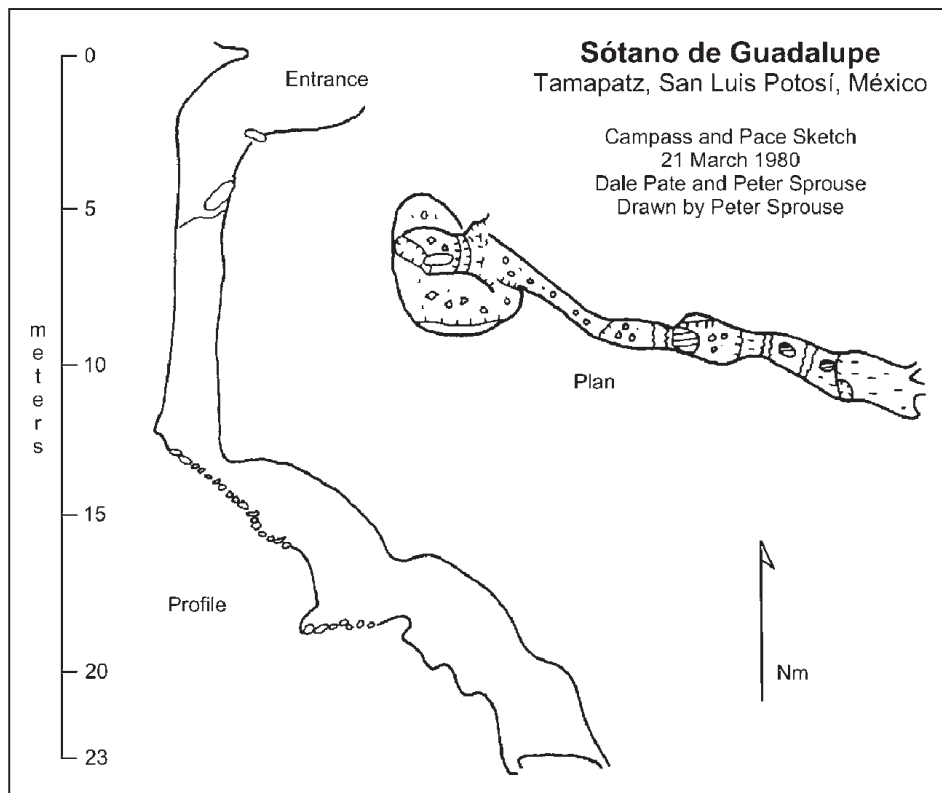 Sótano de Guadalupe
Tamapatz, San Luis Potosí, México
Campass and Pace Sketch
21 March 1980
Dale Pate and Peter Sprouse
Drawn by Peter Sprouse
Entrance
Plan
Profile
Nm
meters
0
5
10
15
20
23